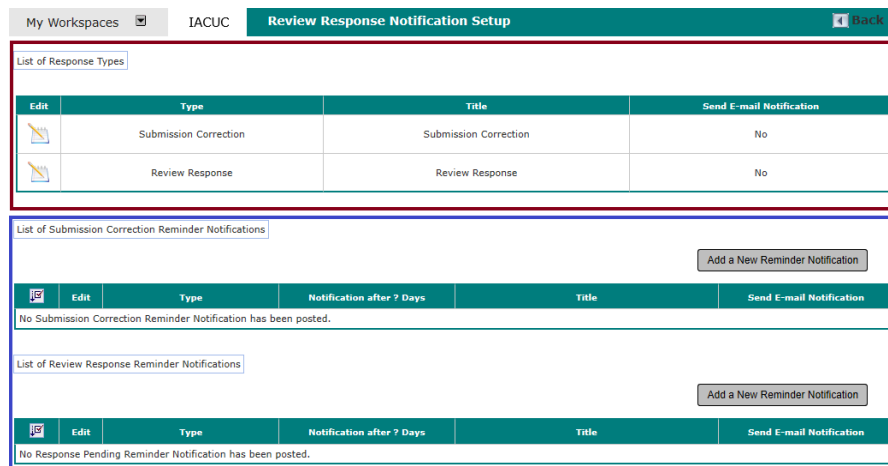 My Workspaces IACUC Review Response Notification Setup Back
List of Response Types
Edit Type Title Send E-mail Notification
Submission Correction Submission Correction No
Review Response Review Response No
List of Submission Correction Reminder Notifications
Add a New Reminder Notification
Edit Type Notification after ? Days Title Send E-mail Notification
No Submission Correction Reminder Notification has been posted.
List of Review Response Reminder Notifications
Add a New Reminder Notification
Edit Type Notification after ? Days Title Send E-mail Notification
No Response Pending Reminder Notification has been posted.